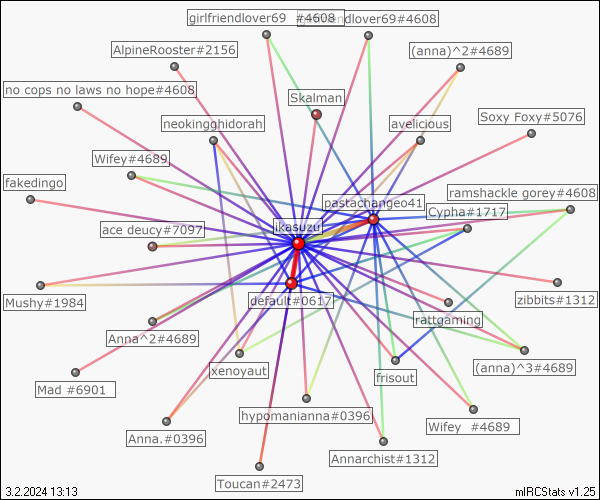 girlfriendlover69 #4608
girlfriendlover69#4608
AlpineRooster#2156
(anna)^2#4689
no cops no laws no hope#4608
Skalman
Soxy Foxy#5076
neokingghidorah
avelicious
Wifey#4689
fakedingo
ramshackle gorey#4608
pastachangeo41
Cypha#1717
ikasuzu
ace deucy#7097
Mushy#1984
default#0617
zibbits#1312
rattgaming
Anna^2#4689
(anna)^3#4689
xenoyaut
frisout
Mad #6901
hypomanianna#0396
Wifey #4689
Anna.#0396
Annarchist#1312
Toucan#2473
3.2.2024 13:13
mIRCStats v1.25